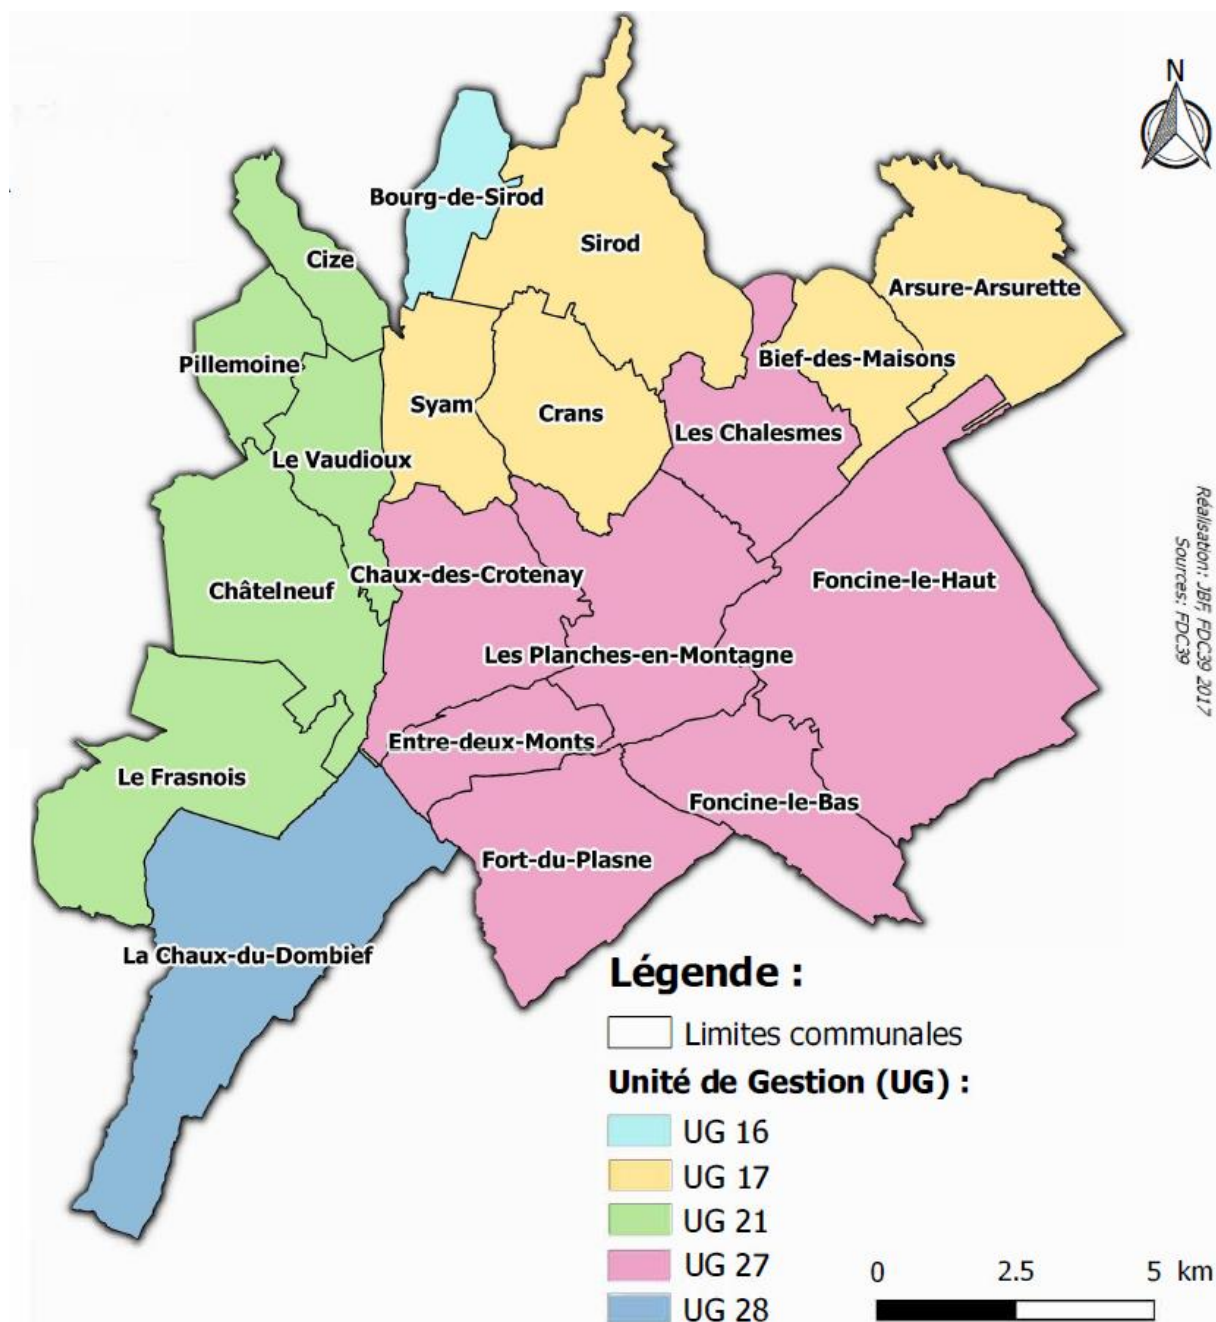 N
Bourg-de-Sirod
Sirod
Cize
Arsure-Arsurette
Pillemoine
Bief-des-Maisons
Syam
Crans
Les Chalesmes
Le Vaudioux
Chaux-des-Crotenay
Foncine-le-Haut
Châtelneuf
Les Planches-en-Montagne
Entre-deux-Monts
Le Frasnois
Foncine-le-Bas
Fort-du-Plasne
La Chaux-du-Dombief
Réalisation: JBF, FDC39 2017
Sources: FDC39
Légende :
Limites communales
Unité de Gestion (UG) :
UG 16
UG 17
UG 21
UG 27
UG 28
0 2.5 5 km